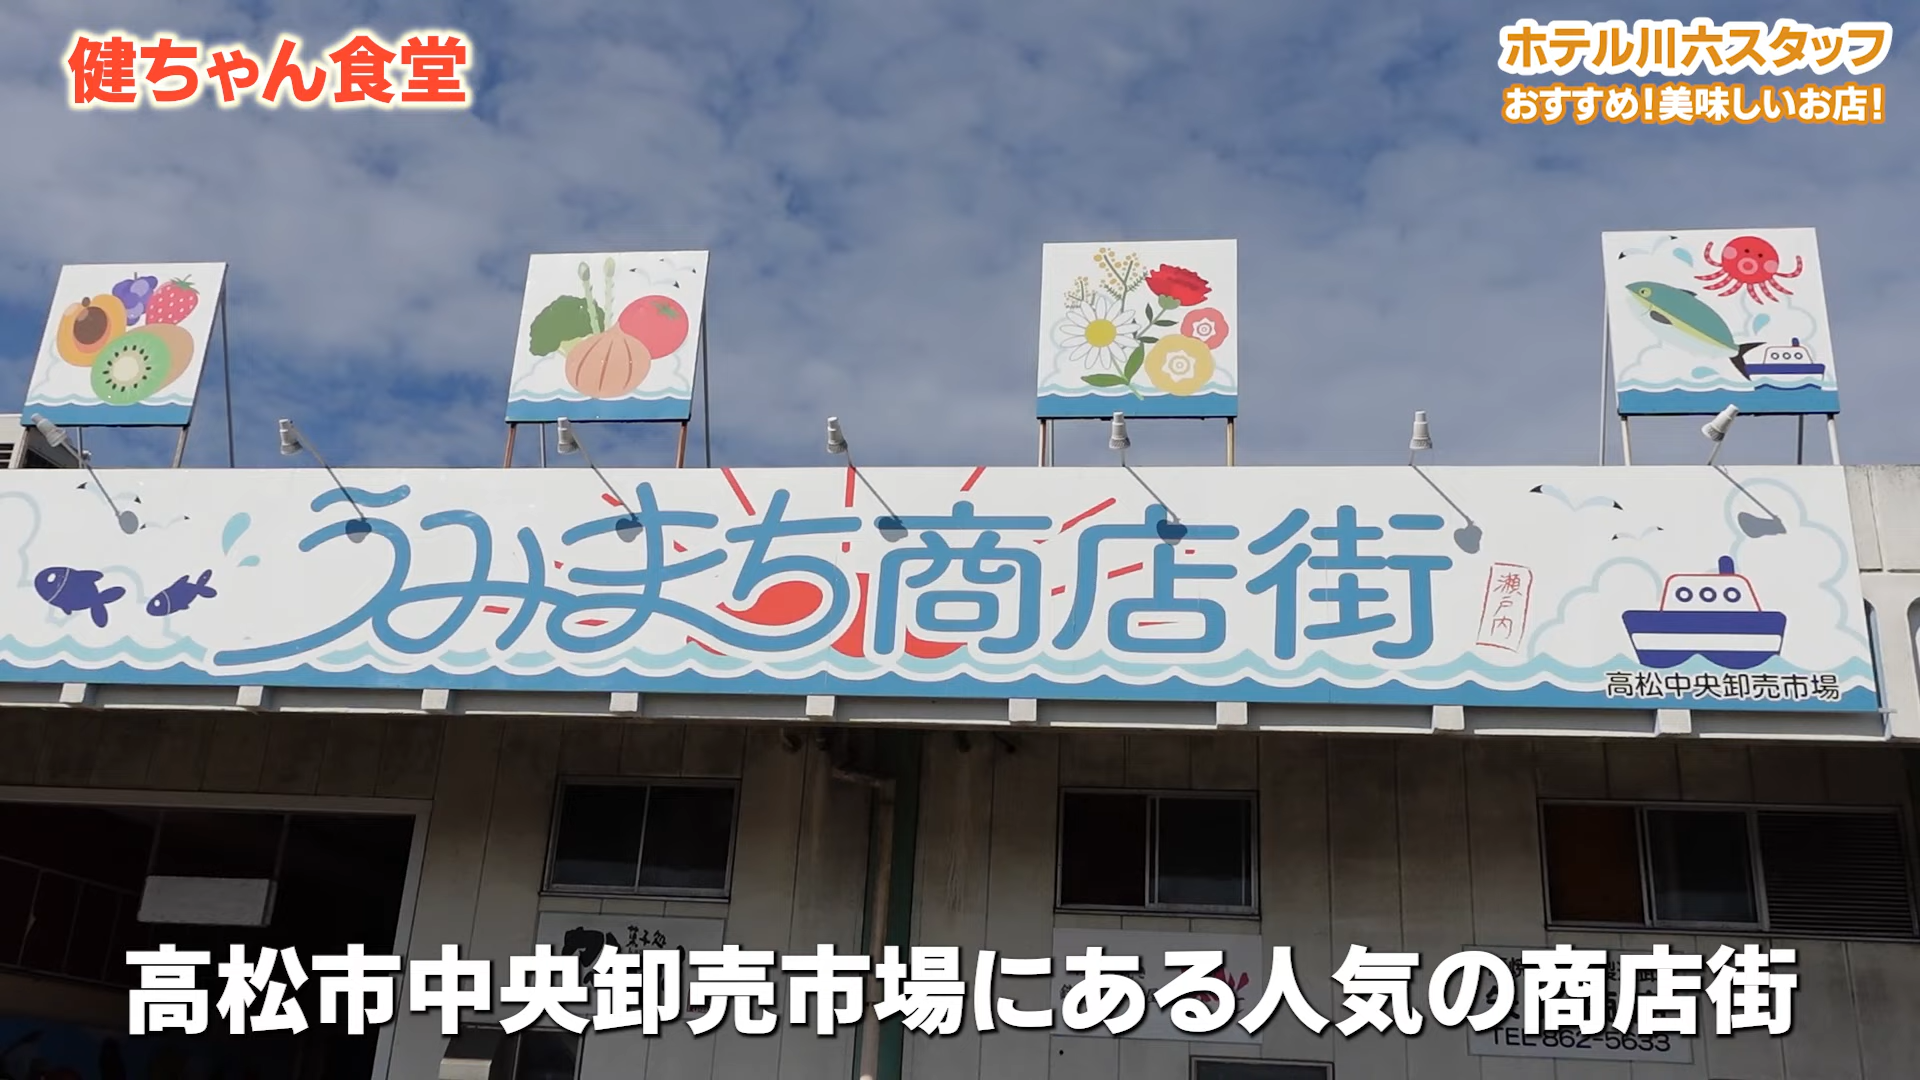 健ちゃん食堂
ホテル川六スタッフ
おすすめ!美味しいお店!
うみまち商店街
瀬戸内
高松中央卸売市場
高松市中央卸売市場にある人気の商店街
TEL 862-5633